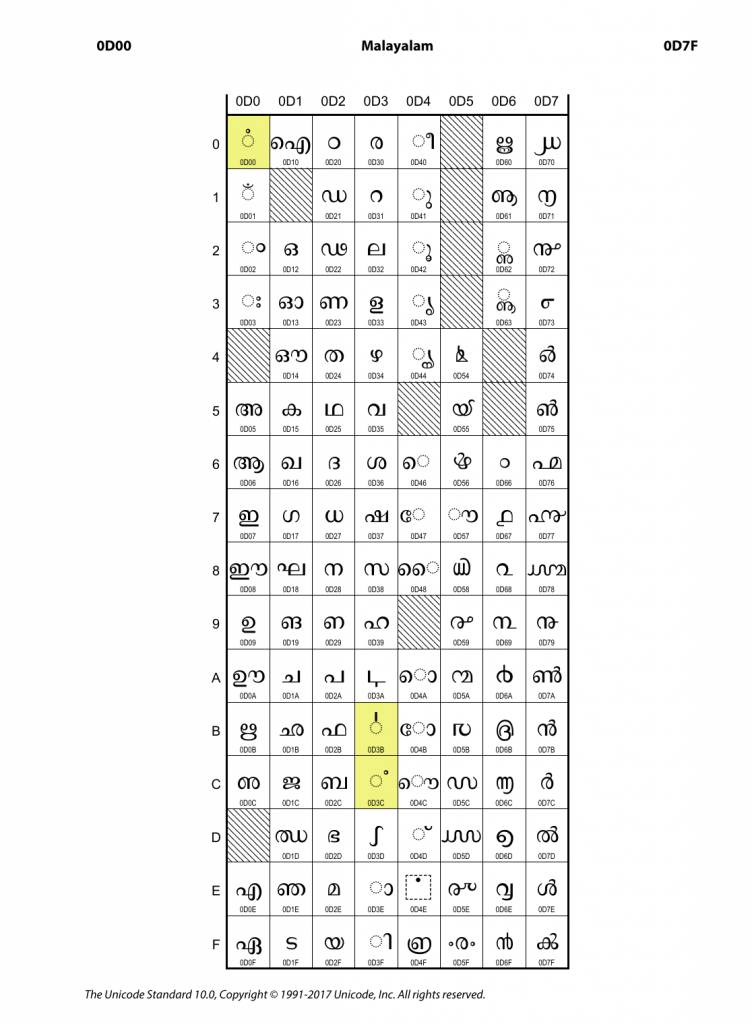 0D00 Malayalam 0D7F
0D0 0D1 0D2 0D3 0D4 0D5 0D6 0D7
0 ◌ഀ ഐ ഠ ര ◌ീ ൠ ൰
0D00 0D10 0D20 0D30 0D40 0D60 0D70
1 ◌ഁ ഡ റ ◌ു ൡ ൱
0D01 0D21 0D31 0D41 0D61 0D71
2 ◌ം ഒ ഢ ല ◌ൂ ◌ൢ ൲
0D02 0D12 0D22 0D32 0D42 0D62 0D72
3 ◌ഃ ഓ ണ ള ◌ൃ ◌ൣ ൳
0D03 0D13 0D23 0D33 0D43 0D63 0D73
4 ഔ ത ഴ ◌ൄ ൔ ൴
0D14 0D24 0D34 0D44 0D54 0D74
5 അ ക ഥ വ ൕ ൵
0D05 0D15 0D25 0D35 0D55 0D75
6 ആ ഖ ദ ശ ◌െ ൖ ൦ ൶
0D06 0D16 0D26 0D36 0D46 0D56 0D66 0D76
7 ഇ ഗ ധ ഷ ◌േ ◌ൗ ൧ ൷
0D07 0D17 0D27 0D37 0D47 0D57 0D67 0D77
8 ഈ ഘ ന സ ◌ൈ ൘ ൨ ൸
0D08 0D18 0D28 0D38 0D48 0D58 0D68 0D78
9 ഉ ങ ഩ ഹ ൙ ൩ ൹
0D09 0D19 0D29 0D39 0D59 0D69 0D79
A ഊ ച പ ഺ ◌ൊ ൚ ൪ ൺ
0D0A 0D1A 0D2A 0D3A 0D4A 0D5A 0D6A 0D7A
B ഋ ഛ ഫ ◌഻ ◌ോ ൛ ൫ ൻ
0D0B 0D1B 0D2B 0D3B 0D4B 0D5B 0D6B 0D7B
C ഌ ജ ബ ◌഼ ◌ൌ ൜ ൬ ർ
0D0C 0D1C 0D2C 0D3C 0D4C 0D5C 0D6C 0D7C
D ഝ ഭ ഽ ◌് ൝ ൭ ൽ
0D1D 0D2D 0D3D 0D4D 0D5D 0D6D 0D7D
E എ ഞ മ ◌ാ ൎ ൞ ൮ ൾ
0D0E 0D1E 0D2E 0D3E 0D4E 0D5E 0D6E 0D7E
F ഏ ട യ ◌ി ൏ ൟ ൯ ൿ
0D0F 0D1F 0D2F 0D3F 0D4F 0D5F 0D6F 0D7F
The Unicode Standard 10.0, Copyright © 1991-2017 Unicode, Inc. All rights reserved.